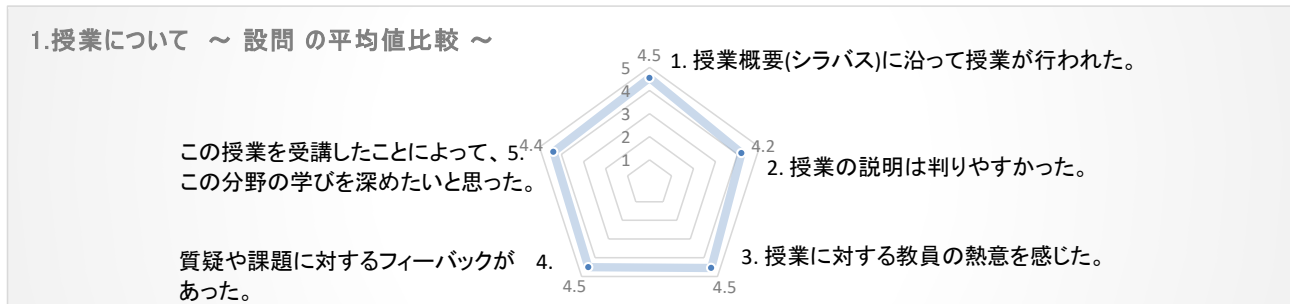 1.授業について ～ 設問 の平均値比較 ～
4.5
1. 授業概要(シラバス)に沿って授業が行われた。
5
4
3
2
1
4.2
2. 授業の説明は判りやすかった。
3. 授業に対する教員の熱意を感じた。
4.5
質疑や課題に対するフィーバックが 4.
あった。
4.5
この授業を受講したことによって、 5.
この分野の学びを深めたいと思った。
4.4